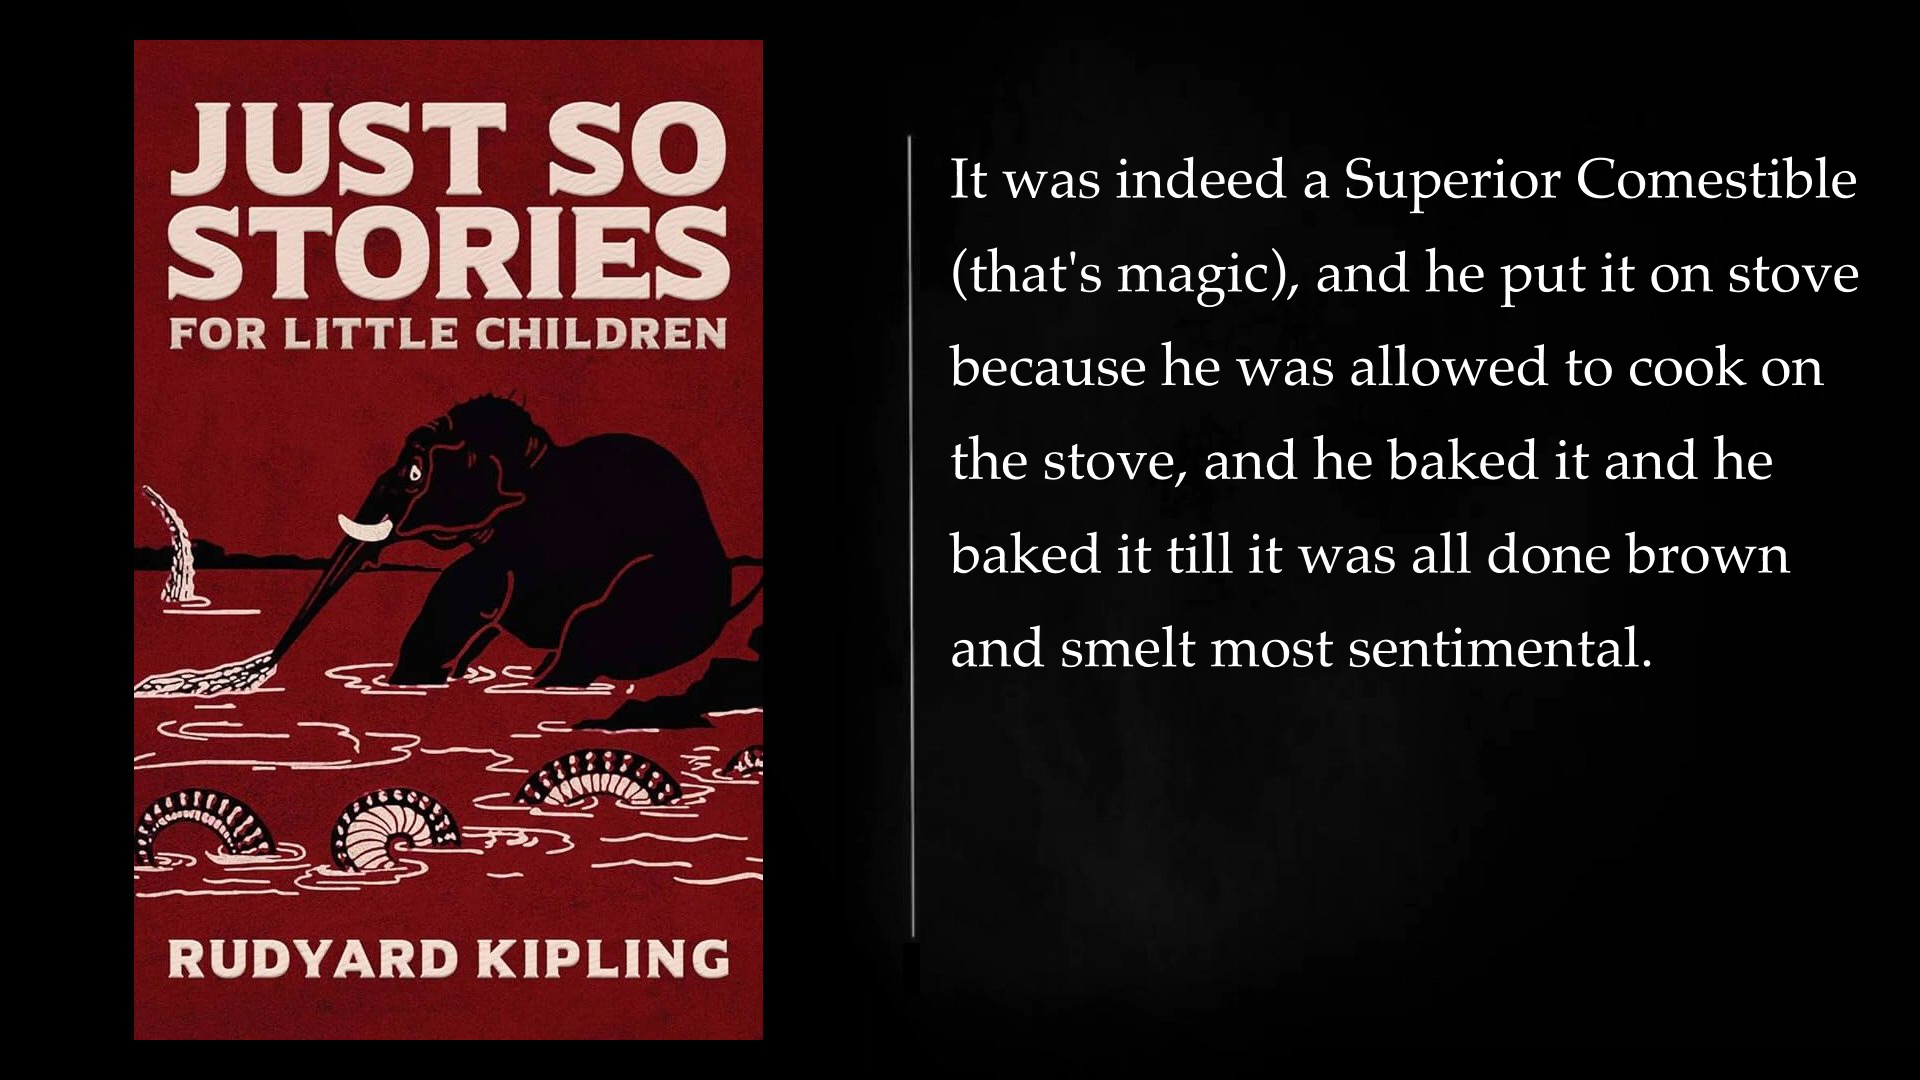 JUST SO
STORIES
FOR LITTLE CHILDREN
RUDYARD KIPLING
It was indeed a Superior Comestible
(that's magic), and he put it on stove
because he was allowed to cook on
the stove, and he baked it and he
baked it till it was all done brown
and smelt most sentimental.